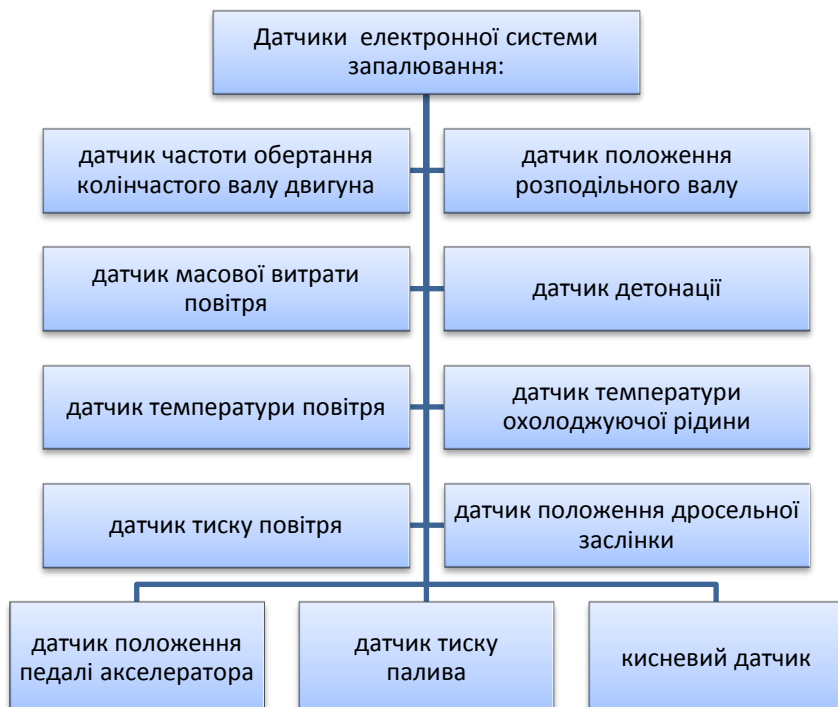 Датчики електронної системи
запалювання:
датчик частоти обертання
колінчастого валу двигуна
датчик положення
розподільного валу
датчик масової витрати
повітря
датчик детонації
датчик температури повітря
датчик температури
охолоджуючої рідини
датчик тиску повітря
датчик положення дросельної
заслінки
датчик положення
педалі акселератора
датчик тиску
палива
кисневий датчик